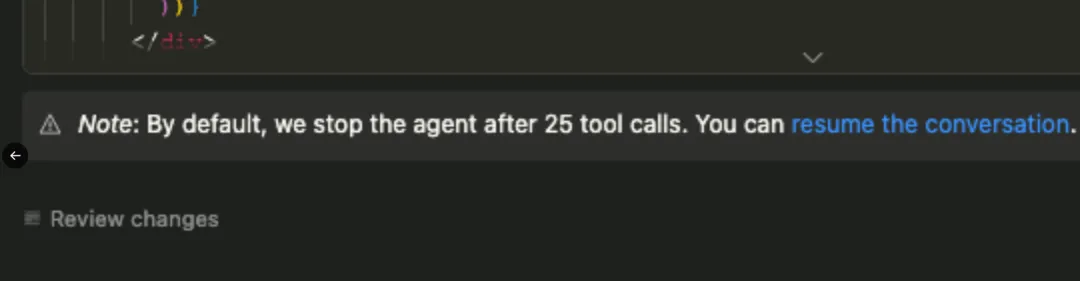 ))}
</div>
Note: By default, we stop the agent after 25 tool calls. You can resume the conversation.
Review changes